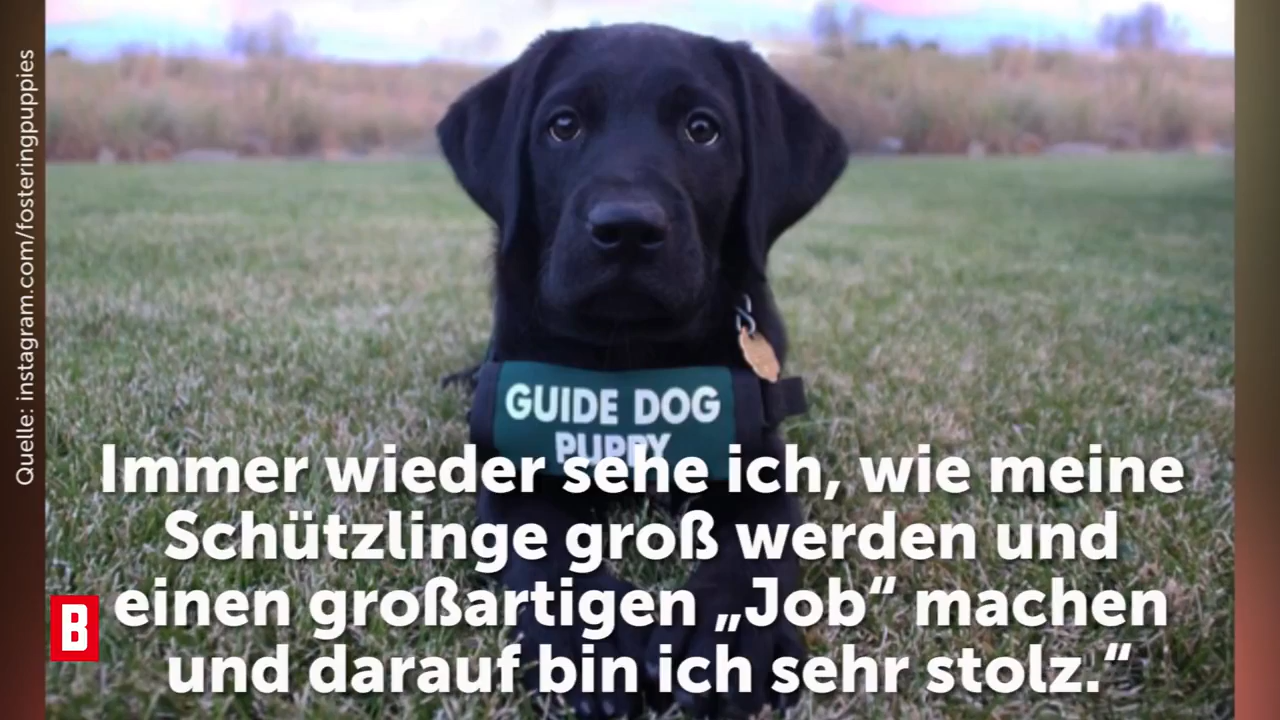 Quelle: instagram.com/fosteringpuppies
GUIDE DOG
PUPPY
Immer wieder sehe ich, wie meine
Schützlinge groß werden und
einen großartigen „Job“ machen
und darauf bin ich sehr stolz.“
B